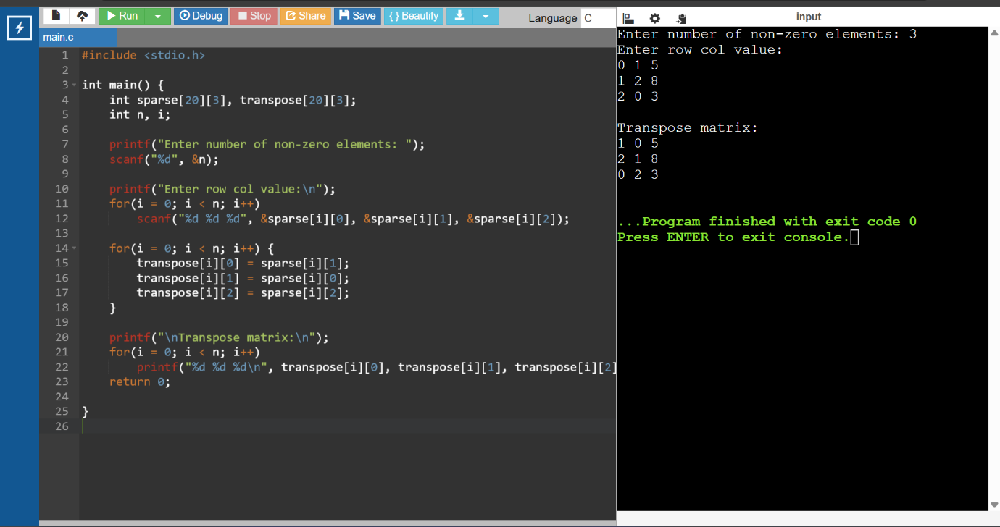 Run Debug Stop Share Save { } Beautify Language C
main.c
1 #include <stdio.h>
2
3 int main() {
4 int sparse[20][3], transpose[20][3];
5 int n, i;
6
7 printf("Enter number of non-zero elements: ");
8 scanf("%d", &n);
9
10 printf("Enter row col value:\n");
11 for(i = 0; i < n; i++)
12 scanf("%d %d %d", &sparse[i][0], &sparse[i][1], &sparse[i][2]);
13
14 for(i = 0; i < n; i++) {
15 transpose[i][0] = sparse[i][1];
16 transpose[i][1] = sparse[i][0];
17 transpose[i][2] = sparse[i][2];
18 }
19
20 printf("\nTranspose matrix:\n");
21 for(i = 0; i < n; i++)
22 printf("%d %d %d\n", transpose[i][0], transpose[i][1], transpose[i][2]
23 return 0;
24
25 }
26
input
Enter number of non-zero elements: 3
Enter row col value:
0 1 5
1 2 8
2 0 3
Transpose matrix:
1 0 5
2 1 8
0 2 3
...Program finished with exit code 0
Press ENTER to exit console.